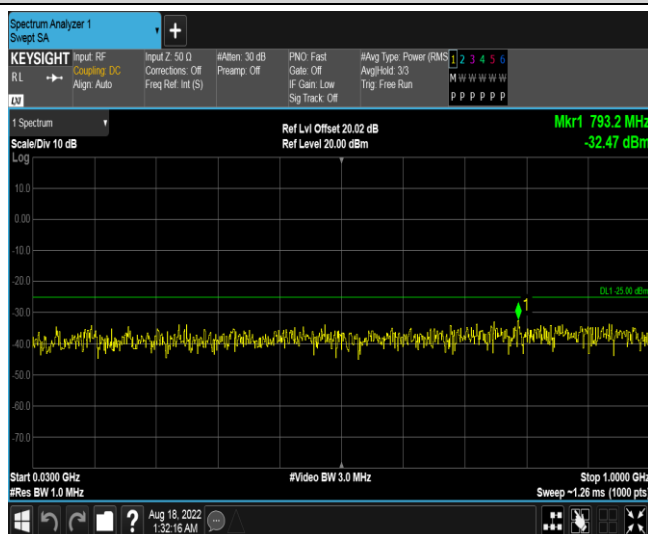 Spectrum Analyzer 1
Swept SA
+
KEYSIGHT
RL
LXI
Input: RF
Coupling: DC
Align: Auto
Input Z: 50 Ω
Corrections: Off
Freq Ref: Int (S)
#Atten: 30 dB
Preamp: Off
PNO: Fast
Gate: Off
IF Gain: Low
Sig Track: Off
#Avg Type: Power (RMS
Avg|Hold: 3/3
Trig: Free Run
1 2 3 4 5 6
M W W W W W
P P P P P P
1 Spectrum
Scale/Div 10 dB
Log
Ref Lvl Offset 20.02 dB
Ref Level 20.00 dBm
Mkr1 793.2 MHz
-32.47 dBm
10.0
0.00
-10.0
-20.0
DL1 -25.00 dBm
1
-30.0
-40.0
-50.0
-60.0
-70.0
Start 0.0300 GHz
#Video BW 3.0 MHz
Stop 1.0000 GHz
#Res BW 1.0 MHz
Sweep ~1.26 ms (1000 pts)
?
Aug 18, 2022
1:32:16 AM